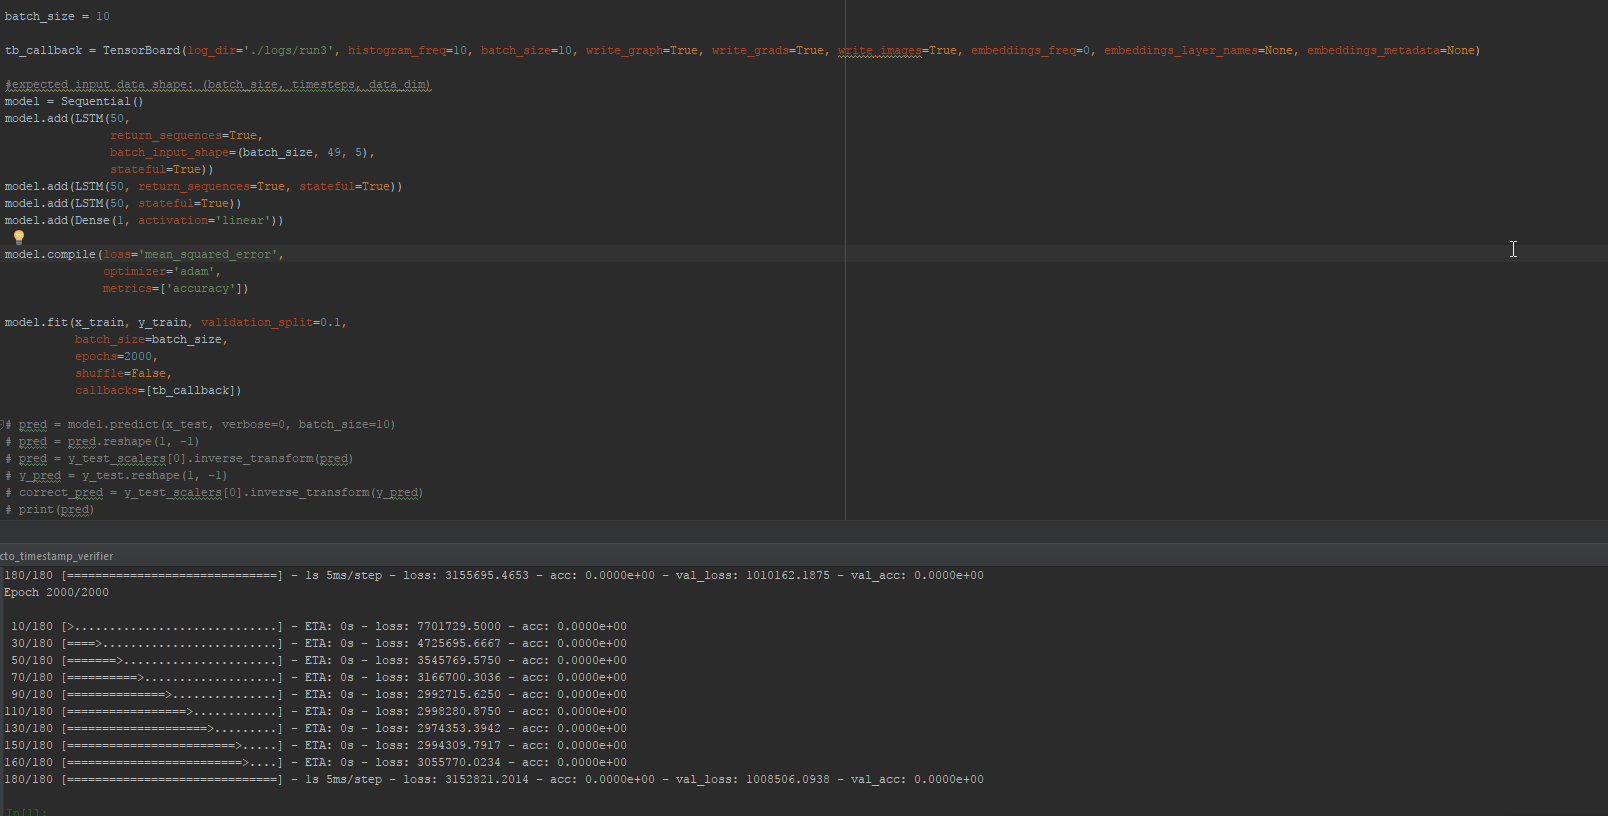 batch_size = 10
tb_callback = TensorBoard(log_dir='./logs/run3', histogram_freq=10, batch_size=10, write_graph=True, write_grads=True, write_images=True, embeddings_freq=0, embeddings_layer_names=None, embeddings_metadata=None)
#expected input data shape: (batch_size, timesteps, data_dim)
model = Sequential()
model.add(LSTM(50,
return_sequences=True,
batch_input_shape=(batch_size, 49, 5),
stateful=True))
model.add(LSTM(50, return_sequences=True, stateful=True))
model.add(LSTM(50, stateful=True))
model.add(Dense(1, activation='linear'))
model.compile(loss='mean_squared_error',
optimizer='adam',
metrics=['accuracy'])
model.fit(x_train, y_train, validation_split=0.1,
batch_size=batch_size,
epochs=2000,
shuffle=False,
callbacks=[tb_callback])
# pred = model.predict(x_test, verbose=0, batch_size=10)
# pred = pred.reshape(1, -1)
# pred = y_test_scalers[0].inverse_transform(pred)
# y_pred = y_test.reshape(1, -1)
# correct_pred = y_test_scalers[0].inverse_transform(y_pred)
# print(pred)
cto_timestamp_verifier
180/180 [==============================] - 1s 5ms/step - loss: 3155695.4653 - acc: 0.0000e+00 - val_loss: 1010162.1875 - val_acc: 0.0000e+00
Epoch 2000/2000
10/180 [>.............................] - ETA: 0s - loss: 7701729.5000 - acc: 0.0000e+00
30/180 [====>.........................] - ETA: 0s - loss: 4725695.6667 - acc: 0.0000e+00
50/180 [=======>......................] - ETA: 0s - loss: 3545769.5750 - acc: 0.0000e+00
70/180 [==========>...................] - ETA: 0s - loss: 3166700.3036 - acc: 0.0000e+00
90/180 [==============>...............] - ETA: 0s - loss: 2992715.6250 - acc: 0.0000e+00
110/180 [=================>............] - ETA: 0s - loss: 2998280.8750 - acc: 0.0000e+00
130/180 [====================>.........] - ETA: 0s - loss: 2974353.3942 - acc: 0.0000e+00
150/180 [========================>.....] - ETA: 0s - loss: 2994309.7917 - acc: 0.0000e+00
160/180 [=========================>....] - ETA: 0s - loss: 3055770.0234 - acc: 0.0000e+00
180/180 [==============================] - 1s 5ms/step - loss: 3152821.2014 - acc: 0.0000e+00 - val_loss: 1008506.0938 - val_acc: 0.0000e+00
In[1]: